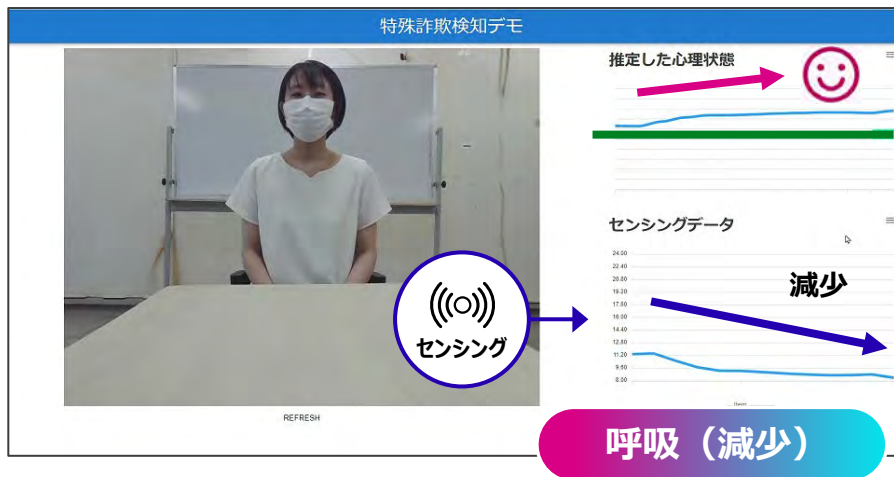 特殊詐欺検知デモ
推定した心理状態
センシングデータ
24.00
22.40
20.80
19.20
17.60
16.00
14.40
12.80
11.20
9.60
8.00
減少
センシング
REFRESH
呼吸（減少）